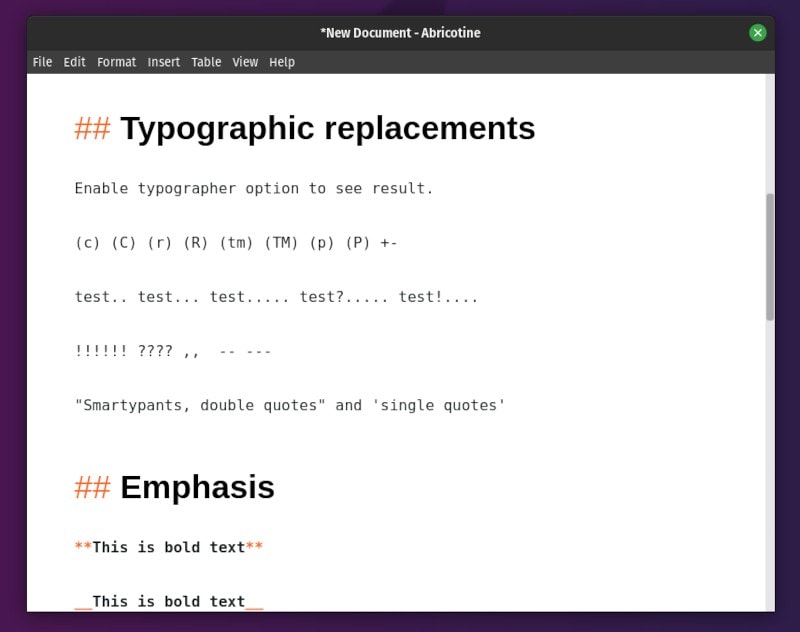 *New Document - Abricotine
File Edit Format Insert Table View Help
## Typographic replacements
Enable typographer option to see result.
(c) (C) (r) (R) (tm) (TM) (p) (P) +-
test.. test... test..... test?..... test!....
!!!!!! ???? ,,  -- ---
"Smartypants, double quotes" and 'single quotes'
## Emphasis
**This is bold text**
__This is bold text__